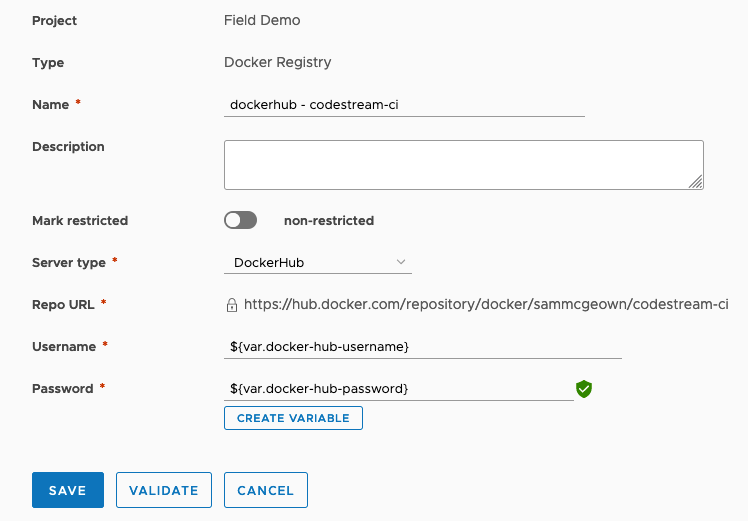 Project Field Demo
Type Docker Registry
Name * dockerhub - codestream-ci
Description
Mark restricted non-restricted
Server type * DockerHub
Repo URL * https://hub.docker.com/repository/docker/sammcgeown/codestream-ci
Username * ${var.docker-hub-username}
Password * ${var.docker-hub-password}
CREATE VARIABLE
SAVE VALIDATE CANCEL